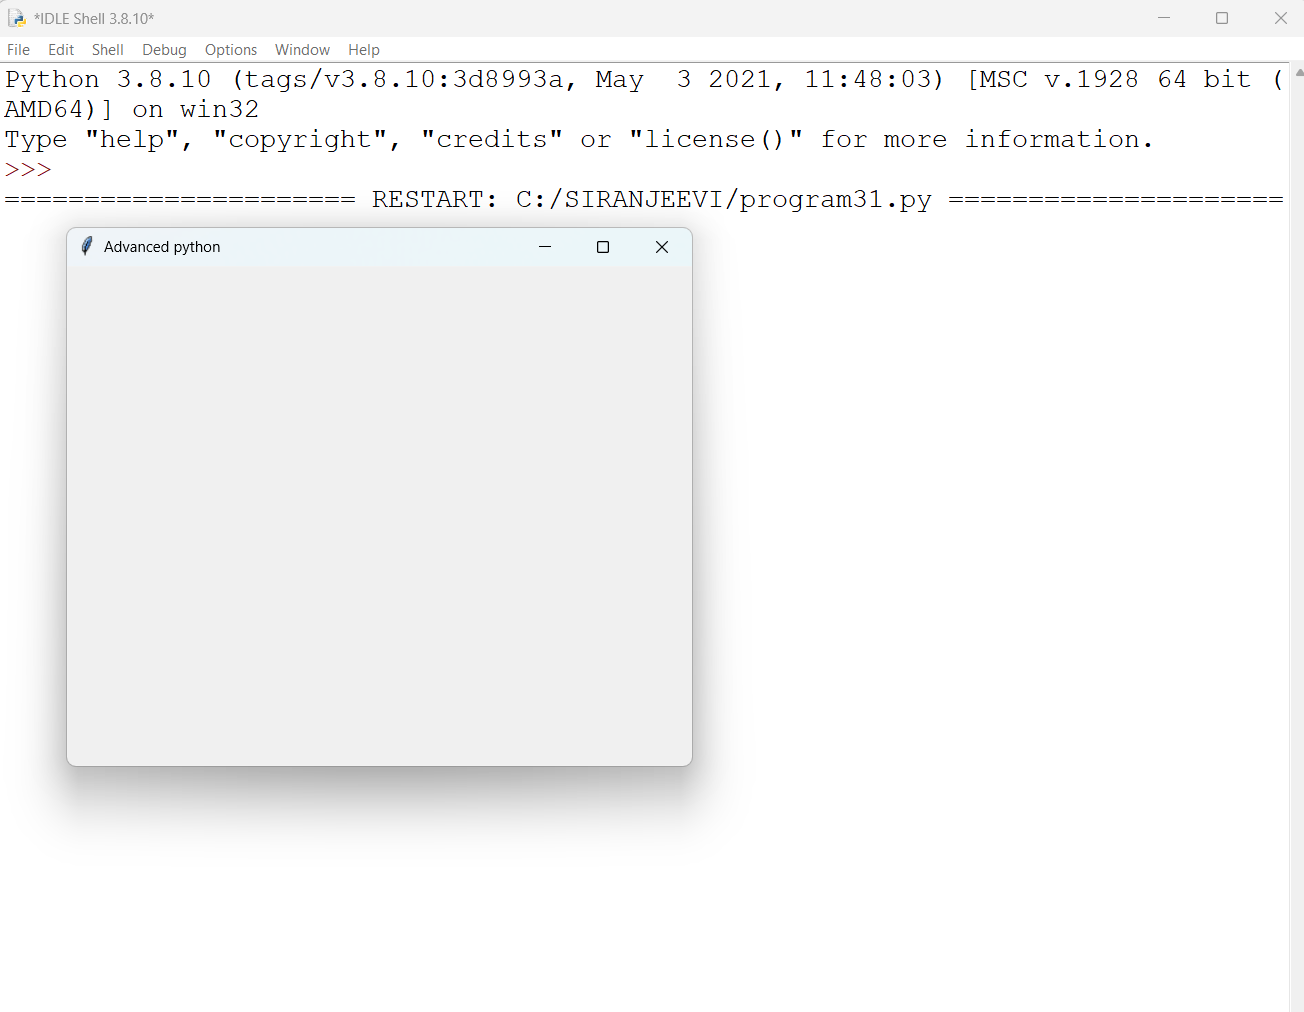 *IDLE Shell 3.8.10*
File Edit Shell Debug Options Window Help
Python 3.8.10 (tags/v3.8.10:3d8993a, May  3 2021, 11:48:03) [MSC v.1928 64 bit (
AMD64)] on win32
Type "help", "copyright", "credits" or "license()" for more information.
>>>
====================== RESTART: C:/SIRANJEEVI/program31.py =====================
Advanced python